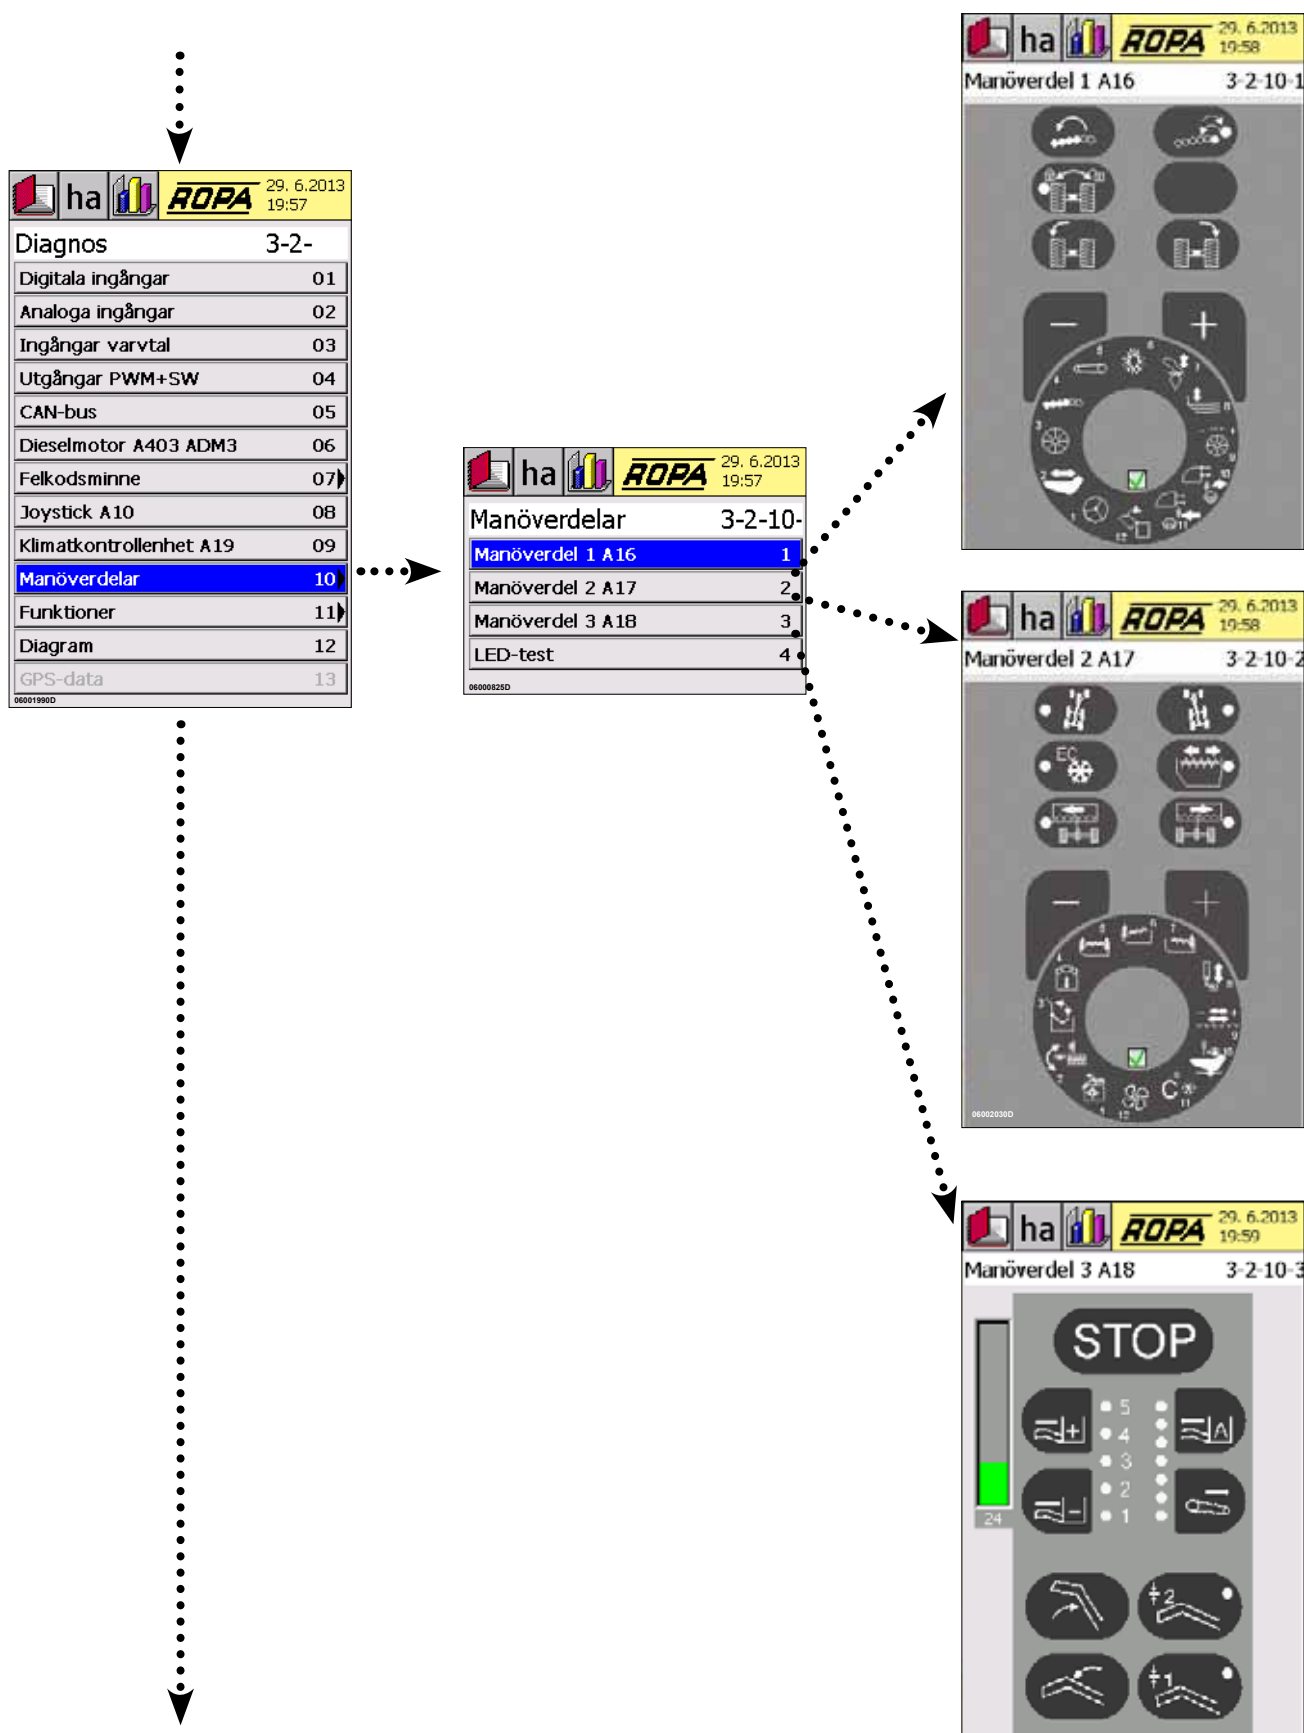 ha ROPA 29. 6.2013 19:57
Diagnos 3-2-
Digitala ingångar 01
Analoga ingångar 02
Ingångar varvtal 03
Utgångar PWM+SW 04
CAN-bus 05
Dieselmotor A403 ADM3 06
Felkodsminne 07
Joystick A10 08
Klimatkontrollenhet A19 09
Manöverdelar 10
Funktioner 11
Diagram 12
GPS-data 13
06001990D
ha ROPA 29. 6.2013 19:57
Manöverdelar 3-2-10-
Manöverdel 1 A16 1
Manöverdel 2 A17 2
Manöverdel 3 A18 3
LED-test 4
06000825D
ha ROPA 29. 6.2013 19:58
Manöverdel 1 A16 3-2-10-1
− +
ha ROPA 29. 6.2013 19:58
Manöverdel 2 A17 3-2-10-2
EC
− +
C
06002030D
ha ROPA 29. 6.2013 19:59
Manöverdel 3 A18 3-2-10-3
STOP
+ 5 A
4
3
− 2
24 1
2
1